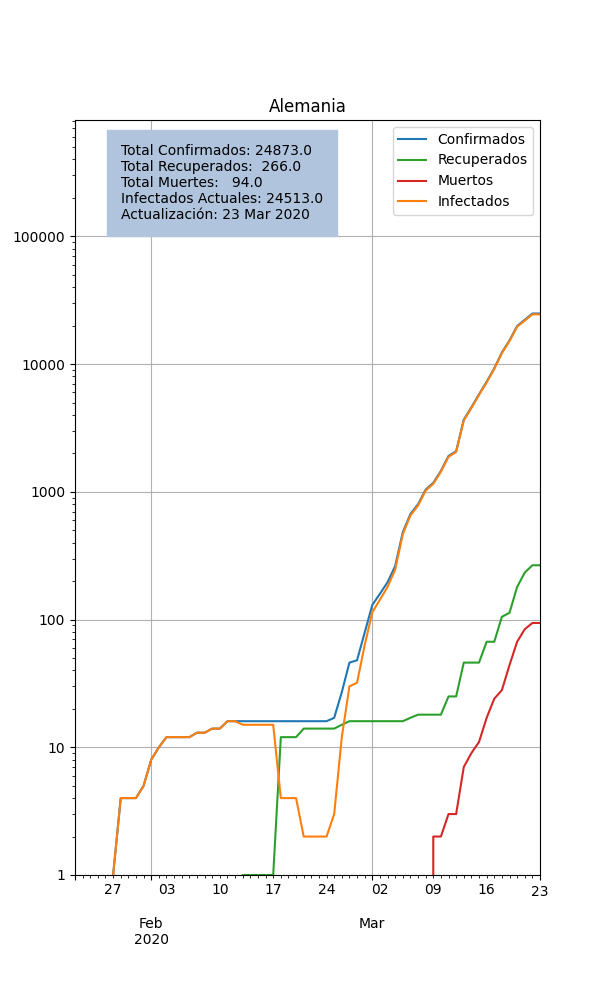 Alemania
Total Confirmados: 24873.0
Total Recuperados: 266.0
Total Muertes: 94.0
Infectados Actuales: 24513.0
Actualización: 23 Mar 2020
Confirmados
Recuperados
Muertos
Infectados
100000
10000
1000
100
10
1
27 03 10 17 24 02 09 16 23
Feb Mar
2020